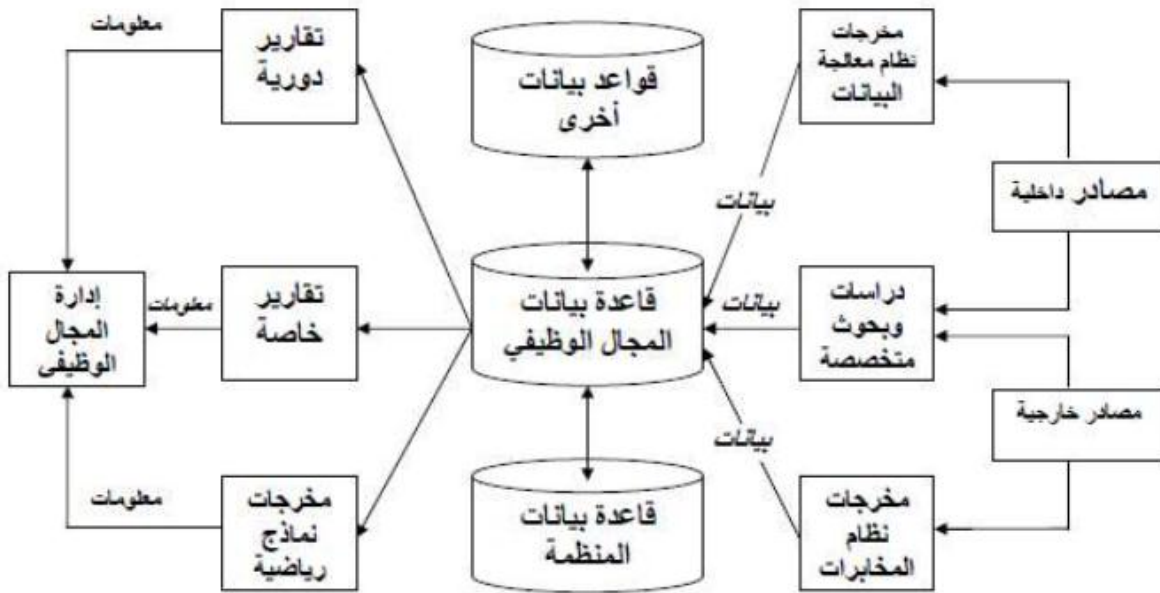 مخرجات
نظام معالجة
البيانات
قواعد بيانات
أخرى
تقارير
دورية
معلومات
مصادر داخلية
بيانات
دراسات
وبحوث
متخصصة
بيانات
قاعدة بيانات
المجال الوظيفي
تقارير
خاصة
معلومات
إدارة
المجال
الوظيفى
مصادر خارجية
بيانات
مخرجات
نظام
المخابرات
قاعدة بيانات
المنظمة
مخرجات
نماذج
رياضية
معلومات